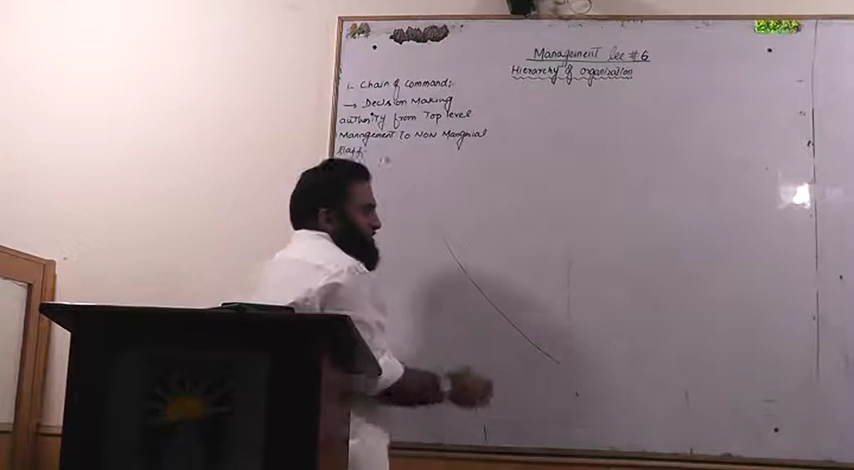 Management lec # 6
Hierarchy of organization
1- Chain of Command:
→ Decision Making
authority from Top level
Management To Non Mangrial
Staff.